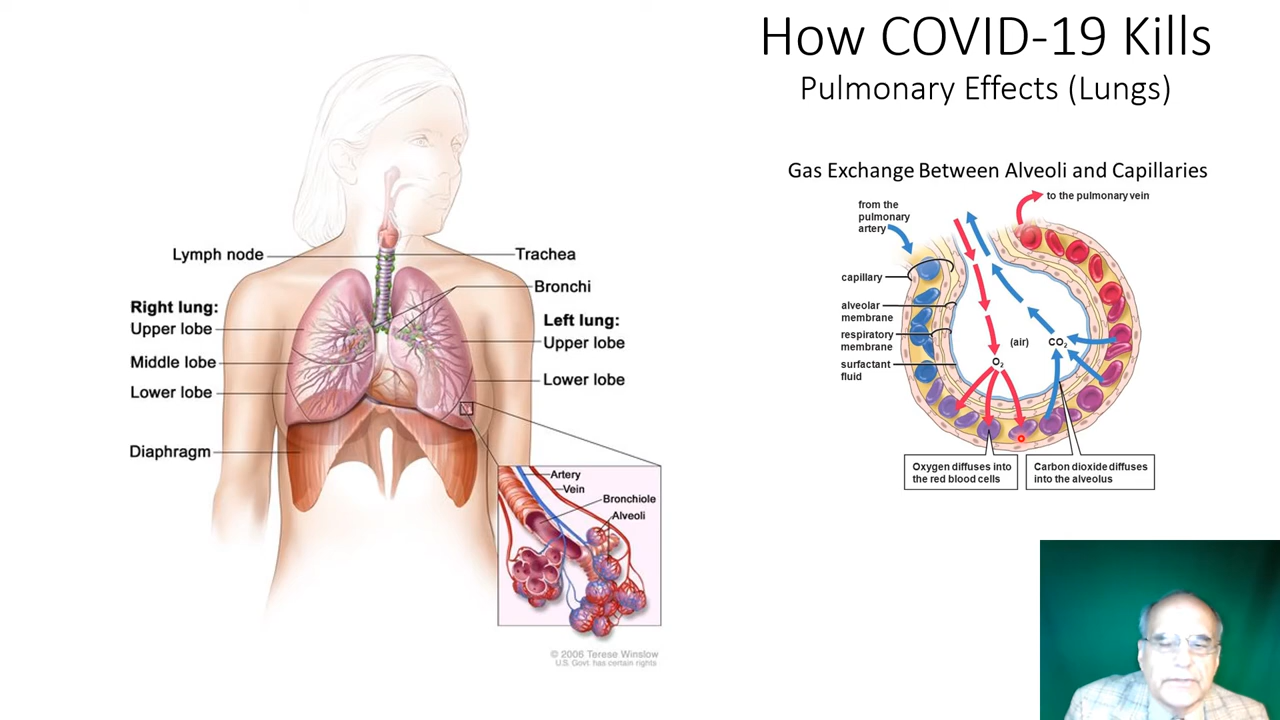 How COVID-19 Kills
Pulmonary Effects (Lungs)
Lymph node
Trachea
Bronchi
Right lung:
Upper lobe
Middle lobe
Lower lobe
Left lung:
Upper lobe
Lower lobe
Diaphragm
Artery
Vein
Bronchiole
Alveoli
© 2006 Terese Winslow
U.S. Govt. has certain rights
Gas Exchange Between Alveoli and Capillaries
from the
pulmonary
artery
to the pulmonary vein
capillary
alveolar
membrane
respiratory
membrane
surfactant
fluid
(air)
O₂
CO₂
Oxygen diffuses into
the red blood cells
Carbon dioxide diffuses
into the alveolus